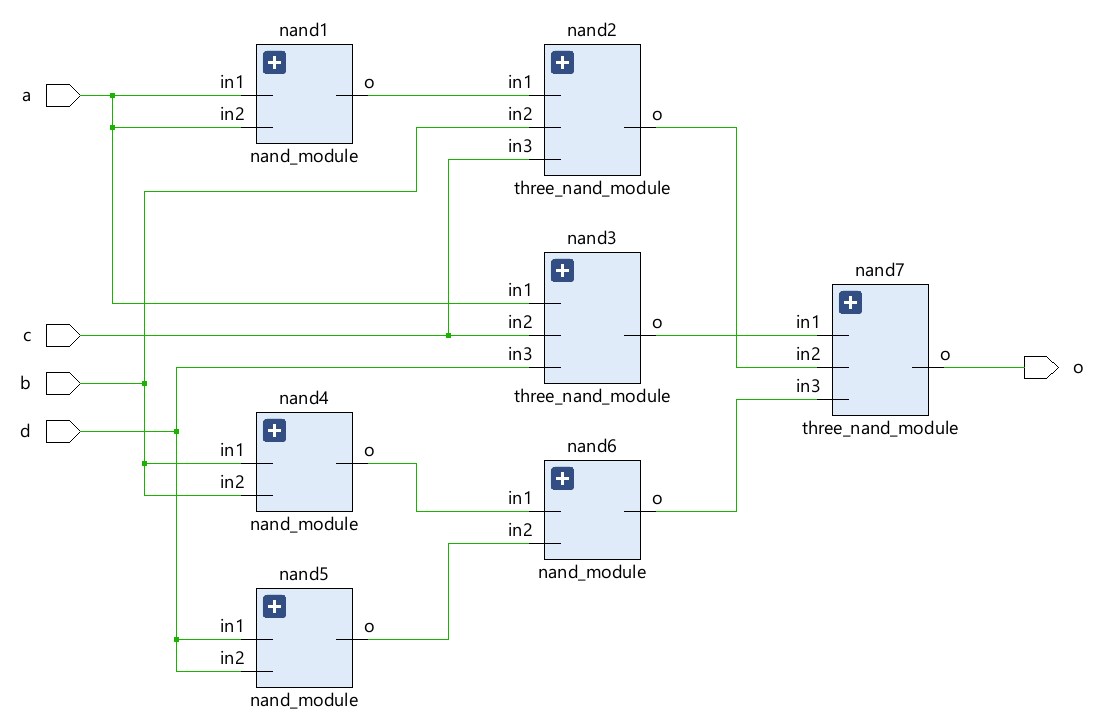 nand1
nand2
a
in1
o
in1
in2
in2
o
in3
nand_module
three_nand_module
nand3
nand7
in1
c
in2
o
in1
in3
in2
o
o
b
in3
three_nand_module
nand4
d
three_nand_module
in1
o
nand6
in2
in1
o
nand_module
in2
nand5
nand_module
in1
o
in2
nand_module